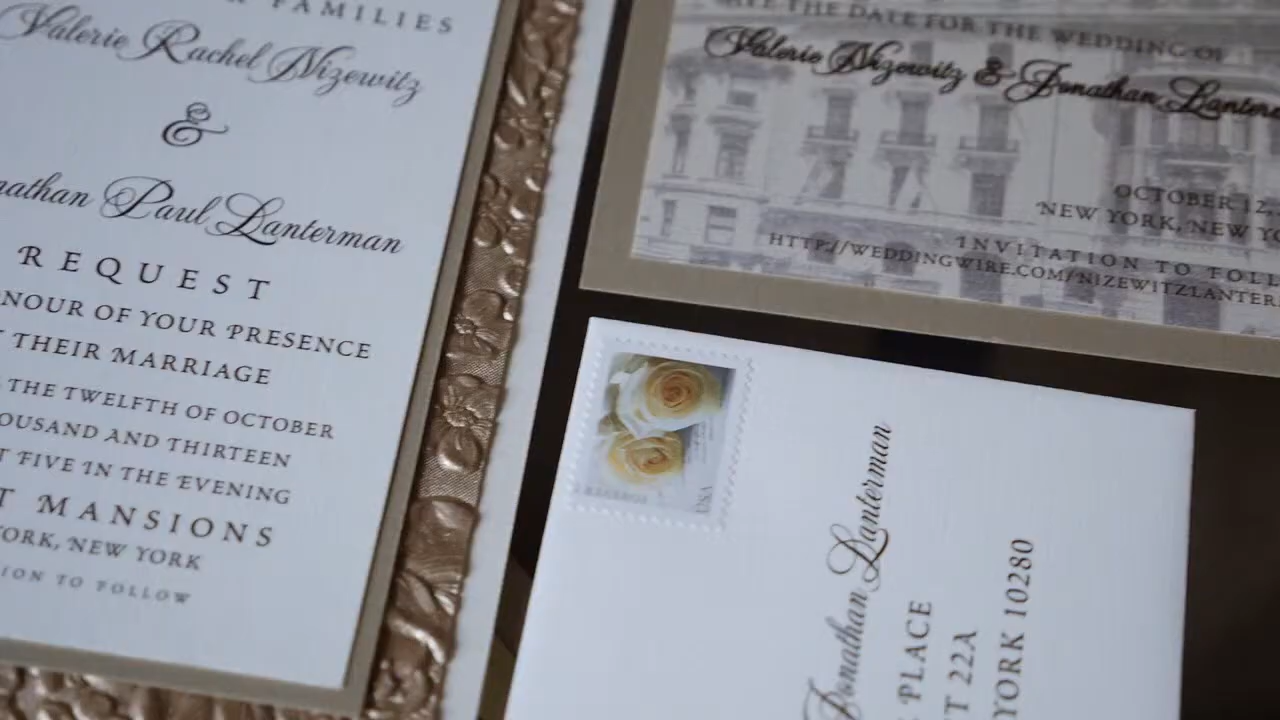 FAMILIES
Valerie Rachel Nizewitz
&
nathan Paul Lanterman
REQUEST
NOUR OF YOUR PRESENCE
THEIR MARRIAGE
THE TWELFTH OF OCTOBER
OUSAND AND THIRTEEN
T FIVE IN THE EVENING
T MANSIONS
ORK, NEW YORK
ION TO FOLLOW
SAVE THE DATE FOR THE WEDDING OF
Valerie Nizewitz & Jonathan Lanterm
OCTOBER 12,
NEW YORK, NEW YO
INVITATION TO FOLL
HTTP://WEDDINGWIRE.COM/NIZEWITZLANTER
USA
Jonathan Lanterman
PLACE
T 22A
YORK 10280